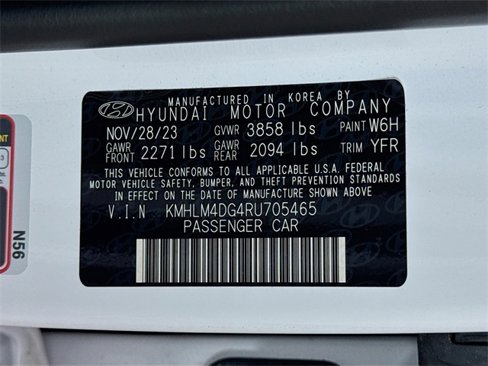 MANUFACTURED IN KOREA BY
HYUNDAI MOTOR COMPANY
NOV/28/23 GVWR 3858 lbs PAINT W6H
GAWR FRONT 2271 lbs GAWR REAR 2094 lbs TRIM YFR
THIS VEHICLE CONFORMS TO ALL APPLICABLE U.S.A. FEDERAL
MOTOR VEHICLE SAFETY, BUMPER, AND THEFT PREVENTION STANDARDS
IN EFFECT ON THE DATE OF MANUFACTURE SHOWN ABOVE.
V.I.N KMHLM4DG4RU705465
PASSENGER CAR
N56